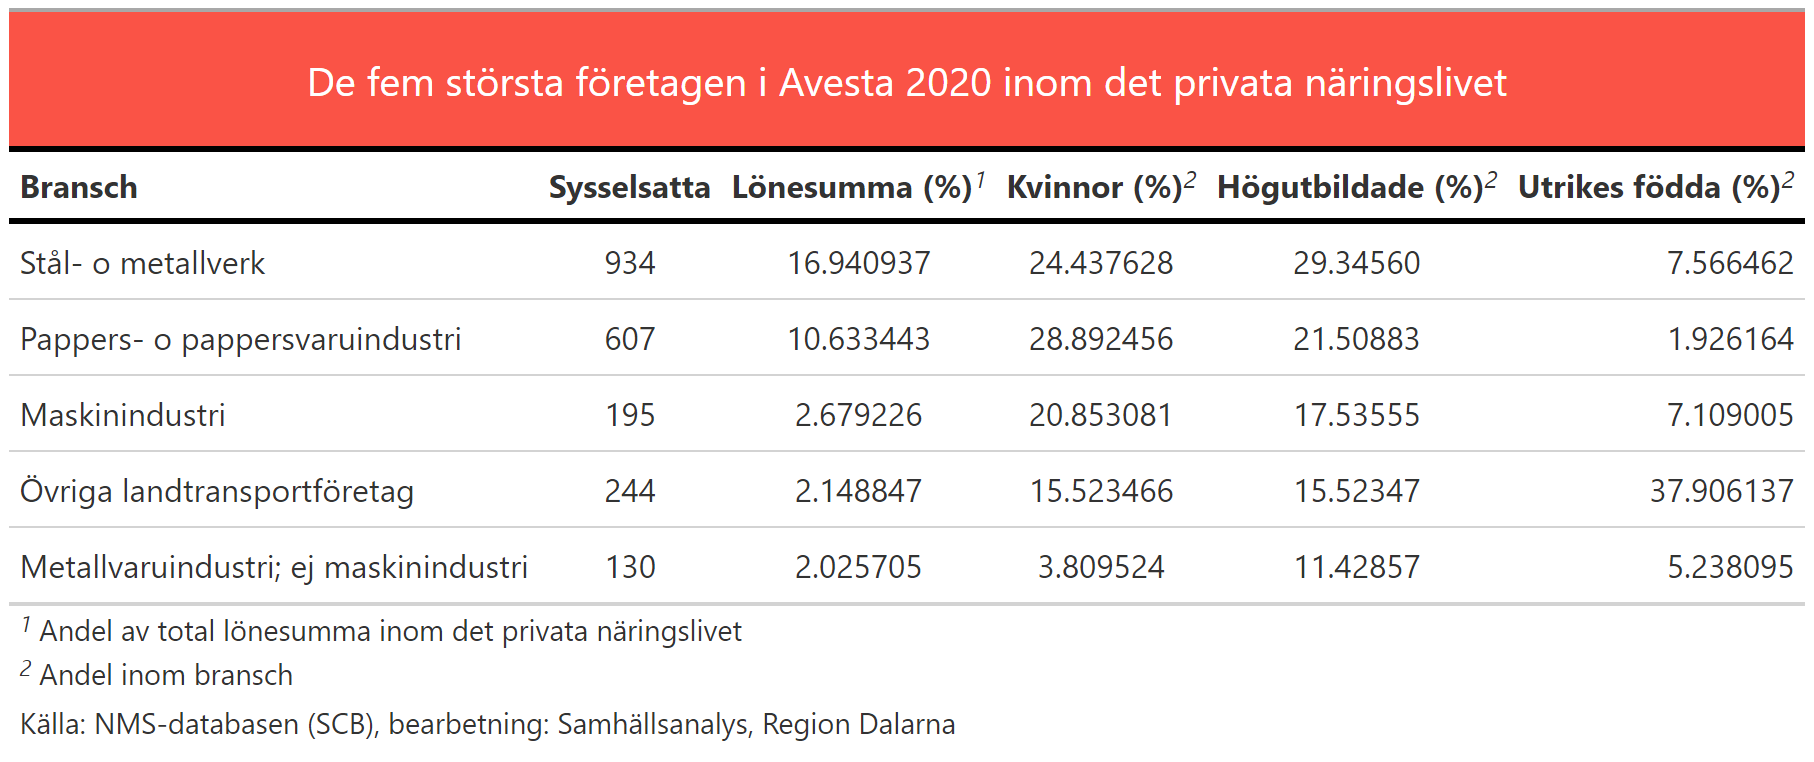 De fem största företagen i Avesta 2020 inom det privata näringslivet
Bransch Sysselsatta Lönesumma (%)1 Kvinnor (%)2 Högutbildade (%)2 Utrikes födda (%)2
Stål- o metallverk 934 16.940937 24.437628 29.34560 7.566462
Pappers- o pappersvaruindustri 607 10.633443 28.892456 21.50883 1.926164
Maskinindustri 195 2.679226 20.853081 17.53555 7.109005
Övriga landtransportföretag 244 2.148847 15.523466 15.52347 37.906137
Metallvaruindustri; ej maskinindustri 130 2.025705 3.809524 11.42857 5.238095
1 Andel av total lönesumma inom det privata näringslivet
2 Andel inom bransch
Källa: NMS-databasen (SCB), bearbetning: Samhällsanalys, Region Dalarna